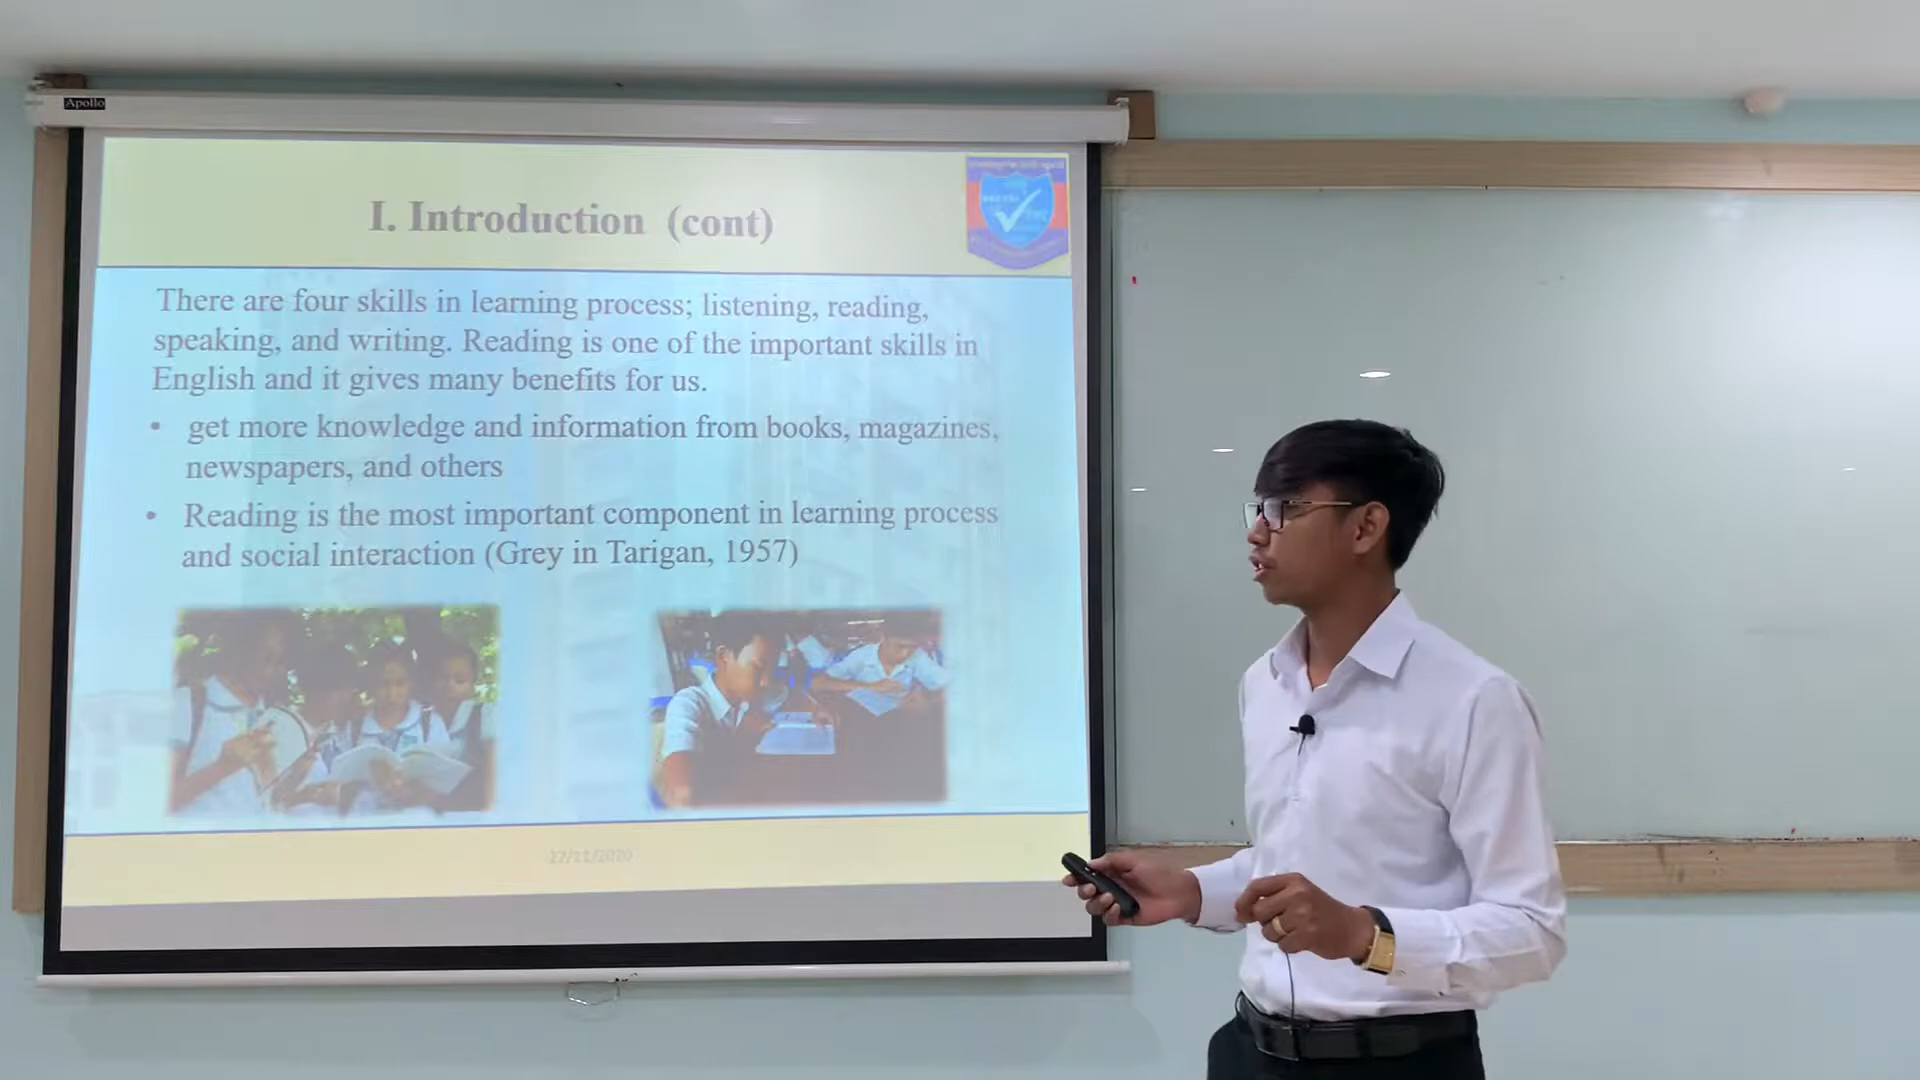 Apollo
I. Introduction (cont)
There are four skills in learning process; listening, reading,
speaking, and writing. Reading is one of the important skills in
English and it gives many benefits for us.
• get more knowledge and information from books, magazines,
newspapers, and others
• Reading is the most important component in learning process
and social interaction (Grey in Tarigan, 1957)
27/11/2020